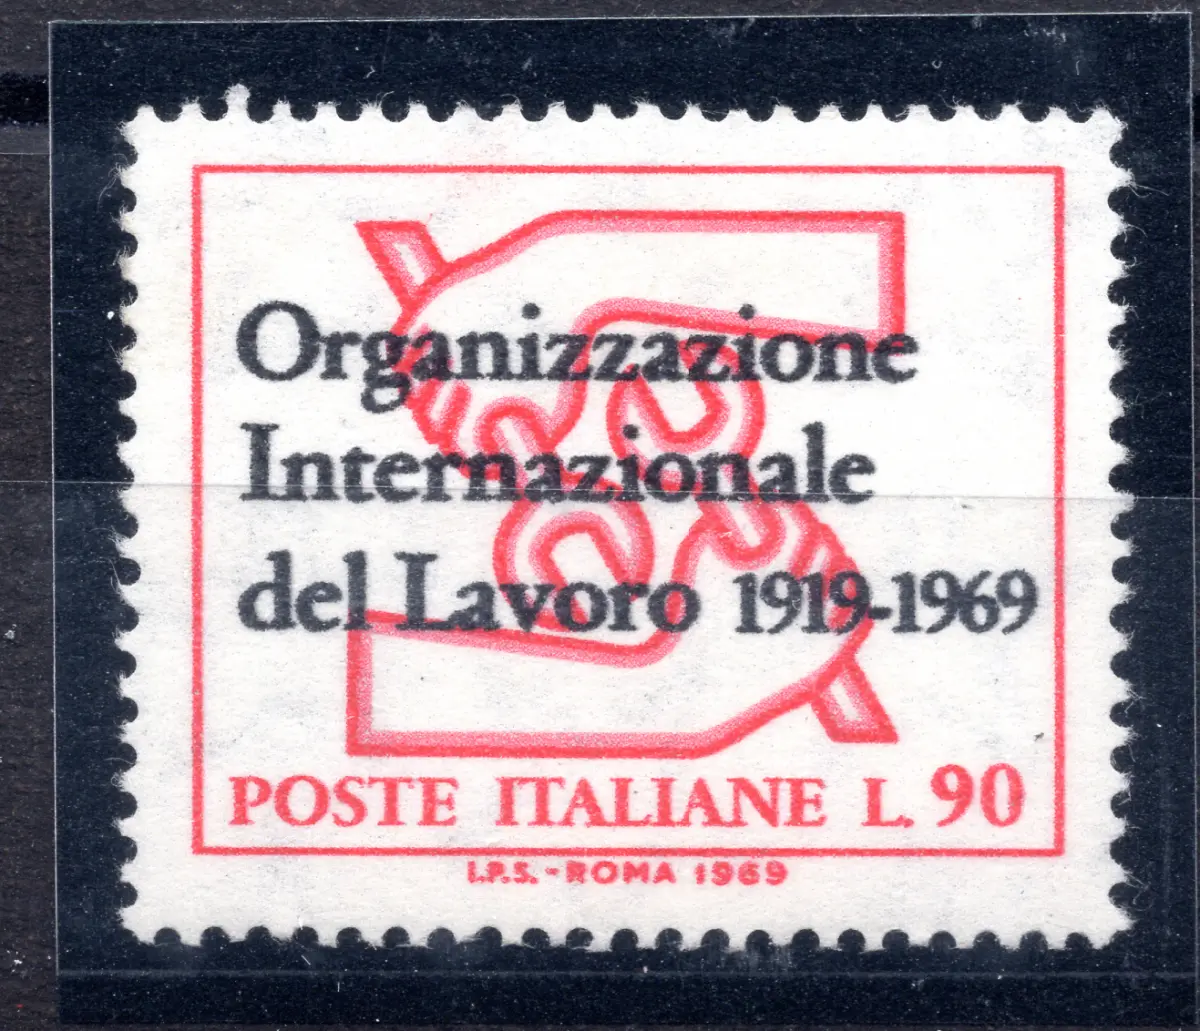 Organizzazione
Internazionale
del Lavoro 1919-1969
POSTE ITALIANE L. 90
I.P.S. - ROMA 1969